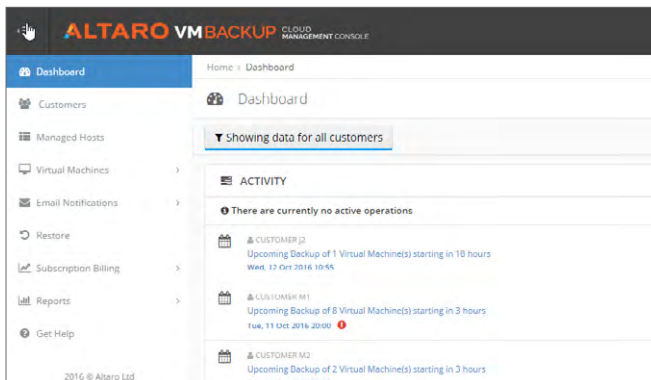 ALTARO VM BACKUP CLOUD MANAGEMENT CONSOLE
Dashboard
Customers
Managed Hosts
Virtual Machines
Email Notifications
Restore
Subscription Billing
Reports
Get Help
2016 © Altaro Ltd
Home › Dashboard
Dashboard
Showing data for all customers
ACTIVITY
There are currently no active operations
CUSTOMER J2
Upcoming Backup of 1 Virtual Machine(s) starting in 18 hours
Wed, 12 Oct 2016 10:55
CUSTOMER M1
Upcoming Backup of 8 Virtual Machine(s) starting in 3 hours
Tue, 11 Oct 2016 20:00
CUSTOMER M2
Upcoming Backup of 2 Virtual Machine(s) starting in 3 hours